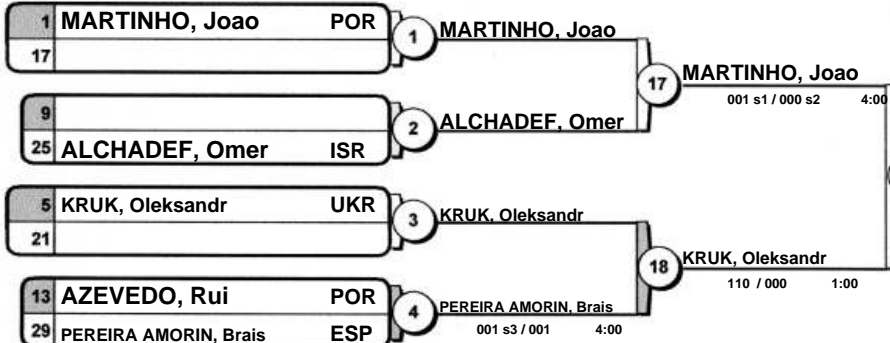 1 MARTINHO, Joao POR
17
1 MARTINHO, Joao
9
25 ALCHADEF, Omer ISR
2 ALCHADEF, Omer
17 MARTINHO, Joao
001 s1 / 000 s2 4:00
5 KRUK, Oleksandr UKR
21
3 KRUK, Oleksandr
13 AZEVEDO, Rui POR
29 PEREIRA AMORIN, Brais ESP
4 PEREIRA AMORIN, Brais
001 s3 / 001 4:00
18 KRUK, Oleksandr
110 / 000 1:00